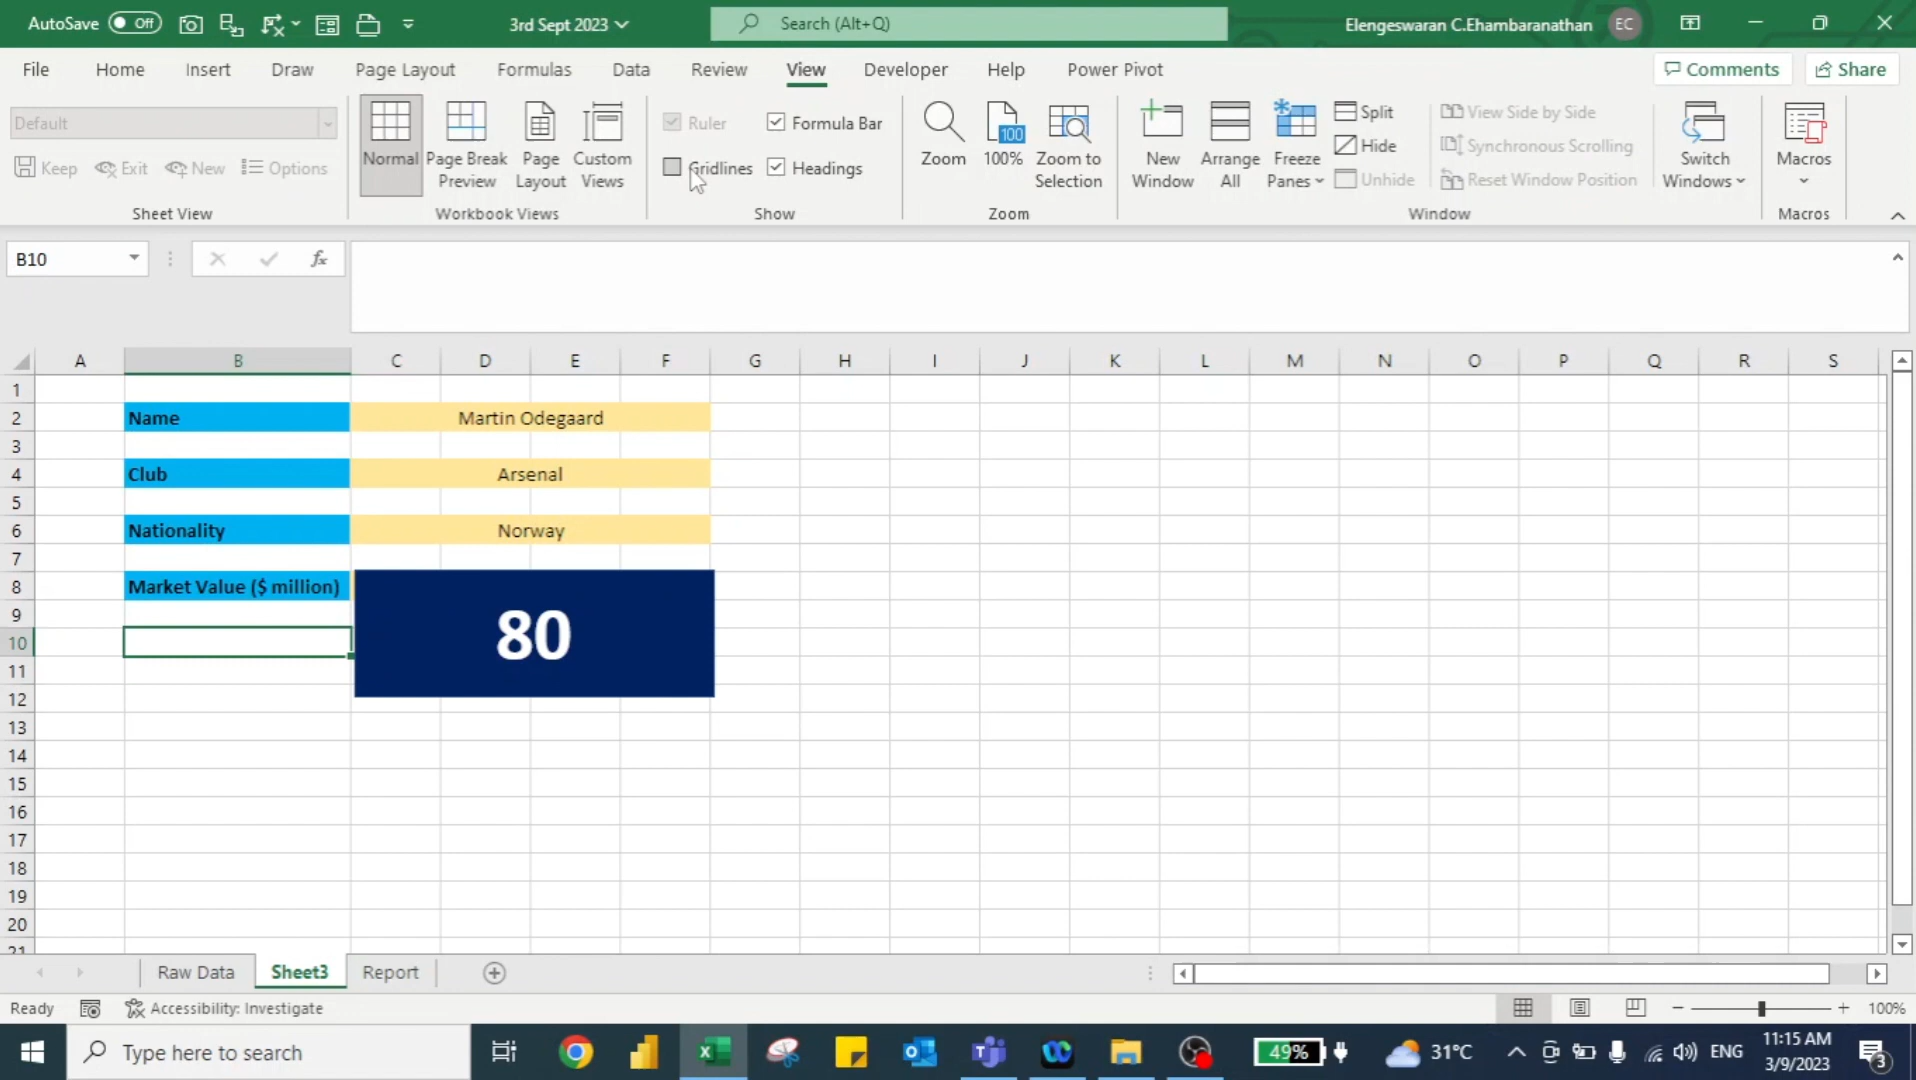 AutoSave Off 3rd Sept 2023 Search (Alt+Q) Elengeswaran C.Ehambaranathan EC
File Home Insert Draw Page Layout Formulas Data Review View Developer Help Power Pivot Comments Share
Default
Keep Exit New Options
Sheet View
Normal Page Break Preview Page Layout Custom Views
Workbook Views
Ruler Formula Bar
Gridlines Headings
Show
Zoom 100 100% Zoom to Selection
Zoom
New Window Arrange All Freeze Panes
Split
Hide
Unhide
View Side by Side
Synchronous Scrolling
Reset Window Position
Switch Windows
Window
Macros
Macros
B10 fx
A B C D E F G H I J K L M N O P Q R S
1
2 Name Martin Odegaard
3
4 Club Arsenal
5
6 Nationality Norway
7
8 Market Value ($ million)
9 80
10
11
12
13
14
15
16
17
18
19
20
21
Raw Data Sheet3 Report
Ready Accessibility: Investigate 100%
Type here to search 49% 31°C ENG 11:15 AM
3/9/2023 3